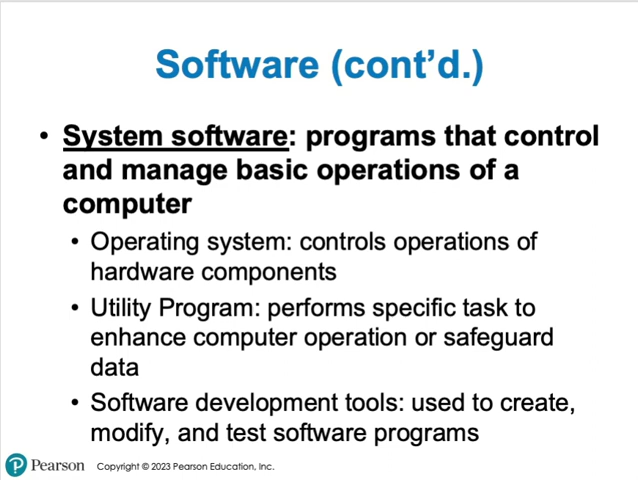 Software (cont’d.)
• System software: programs that control
and manage basic operations of a
computer
• Operating system: controls operations of
hardware components
• Utility Program: performs specific task to
enhance computer operation or safeguard
data
• Software development tools: used to create,
modify, and test software programs
P Pearson Copyright © 2023 Pearson Education, Inc.